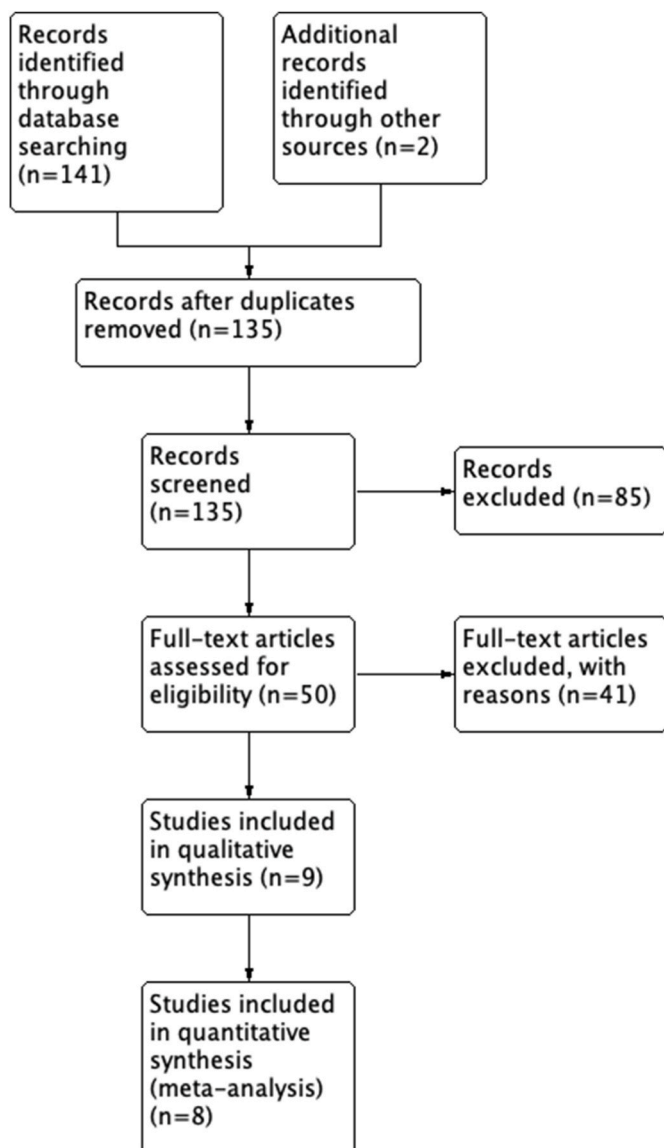 Records
identified
through
database
searching
(n=141)
Additional
records
identified
through other
sources (n=2)
Records after duplicates
removed (n=135)
Records
screened
(n=135)
Records
excluded (n=85)
Full-text articles
assessed for
eligibility (n=50)
Full-text articles
excluded, with
reasons (n=41)
Studies included
in qualitative
synthesis (n=9)
Studies included
in quantitative
synthesis
(meta-analysis)
(n=8)